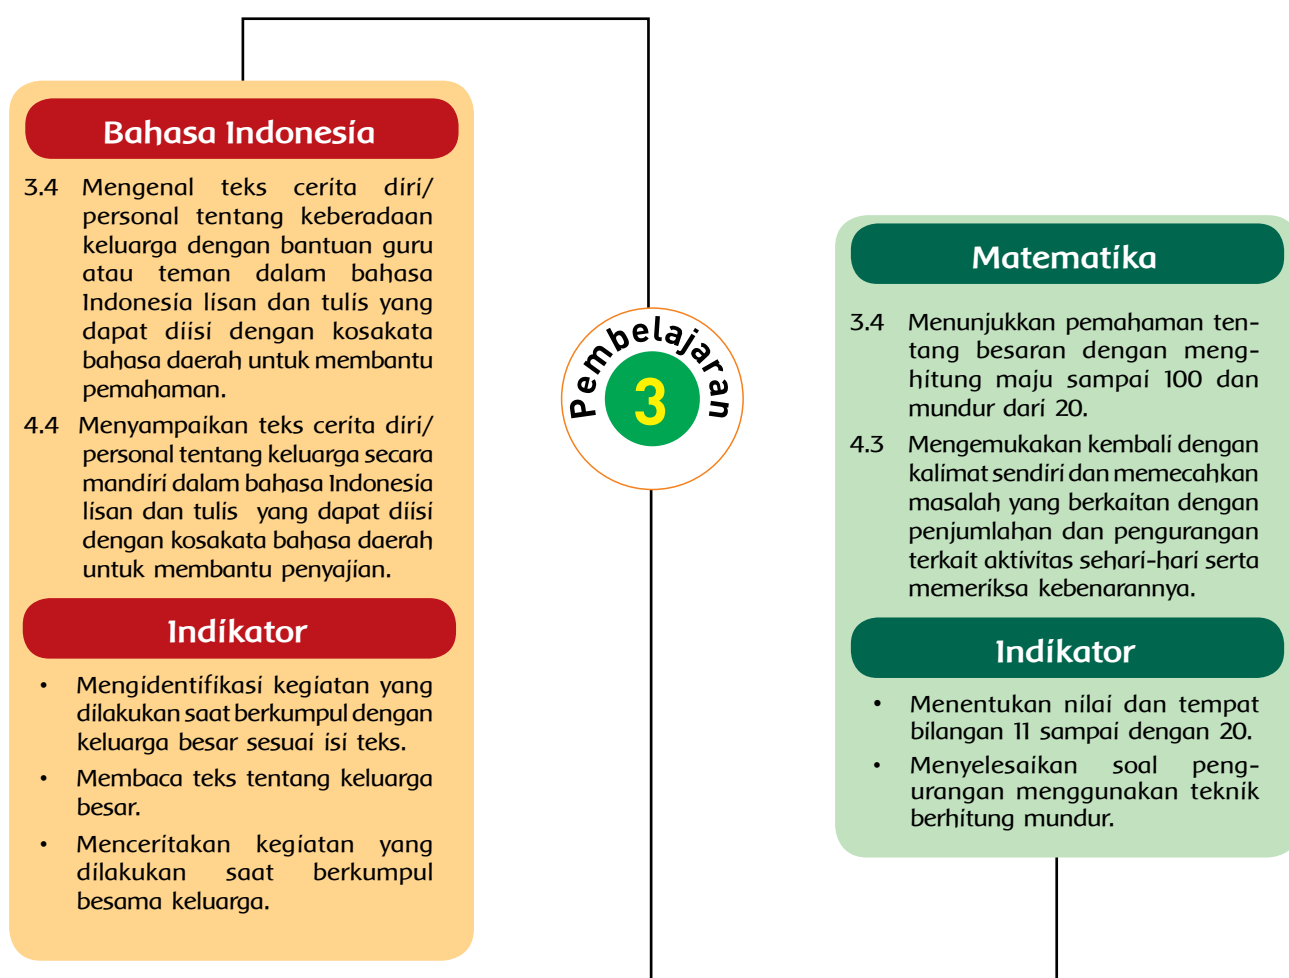 Bahasa Indonesia
3.4 Mengenal teks cerita diri/
personal tentang keberadaan
keluarga dengan bantuan guru
atau teman dalam bahasa
Indonesia lisan dan tulis yang
dapat diisi dengan kosakata
bahasa daerah untuk membantu
pemahaman.
4.4 Menyampaikan teks cerita diri/
personal tentang keluarga secara
mandiri dalam bahasa Indonesia
lisan dan tulis yang dapat diisi
dengan kosakata bahasa daerah
untuk membantu penyajian.
Indikator
• Mengidentifikasi kegiatan yang
dilakukan saat berkumpul dengan
keluarga besar sesuai isi teks.
• Membaca teks tentang keluarga
besar.
• Menceritakan kegiatan yang
dilakukan saat berkumpul
besama keluarga.
Pembelajaran
3
Matematika
3.4 Menunjukkan pemahaman ten-
tang besaran dengan meng-
hitung maju sampai 100 dan
mundur dari 20.
4.3 Mengemukakan kembali dengan
kalimat sendiri dan memecahkan
masalah yang berkaitan dengan
penjumlahan dan pengurangan
terkait aktivitas sehari-hari serta
memeriksa kebenarannya.
Indikator
• Menentukan nilai dan tempat
bilangan 11 sampai dengan 20.
• Menyelesaikan soal peng-
urangan menggunakan teknik
berhitung mundur.